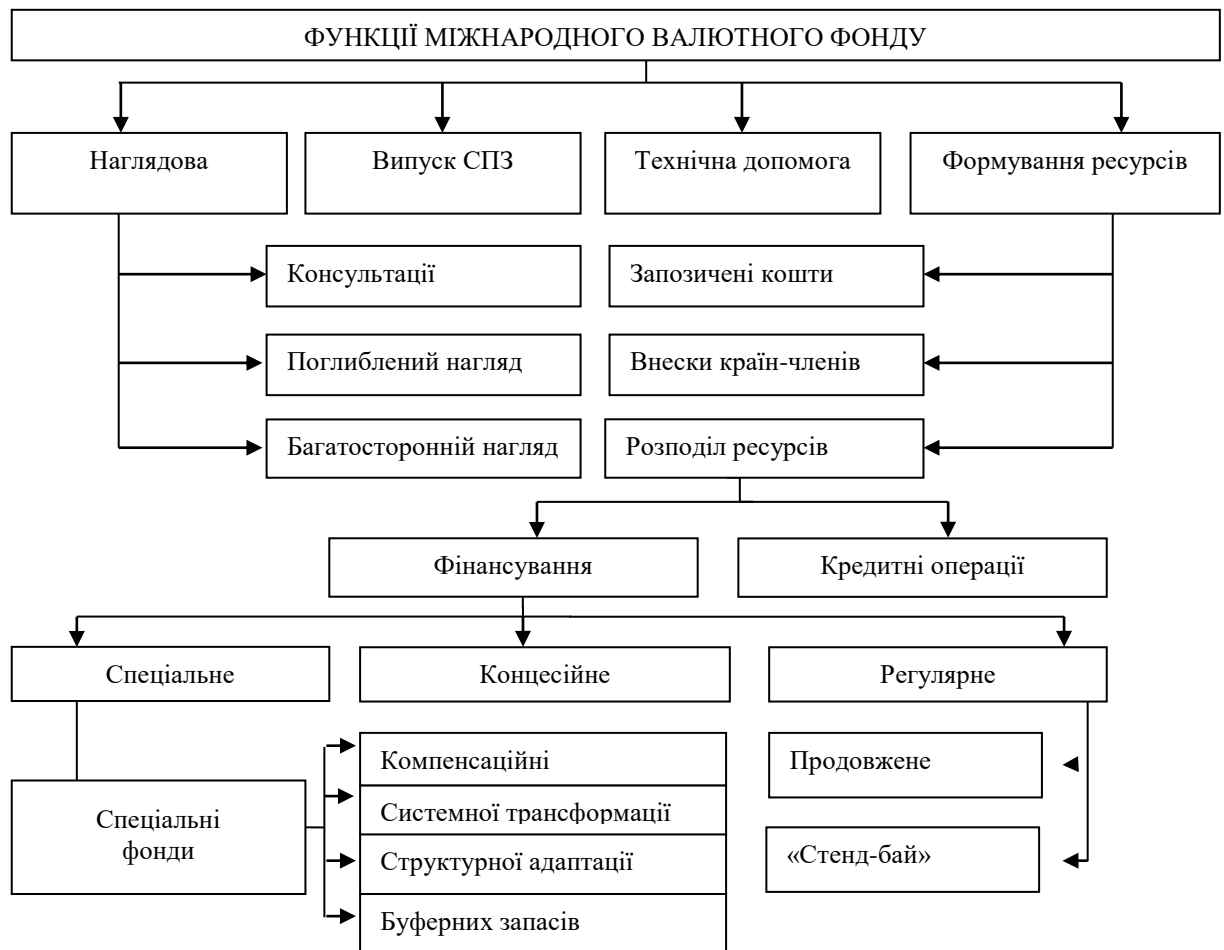 ФУНКЦІЇ МІЖНАРОДНОГО ВАЛЮТНОГО ФОНДУ
Наглядова
Випуск СПЗ
Технічна допомога
Формування ресурсів
Консультації
Запозичені кошти
Поглиблений нагляд
Внески країн-членів
Багатосторонній нагляд
Розподіл ресурсів
Фінансування
Кредитні операції
Спеціальне
Концесійне
Регулярне
Спеціальні
фонди
Компенсаційні
Системної трансформації
Структурної адаптації
Буферних запасів
Продовжене
«Стенд-бай»